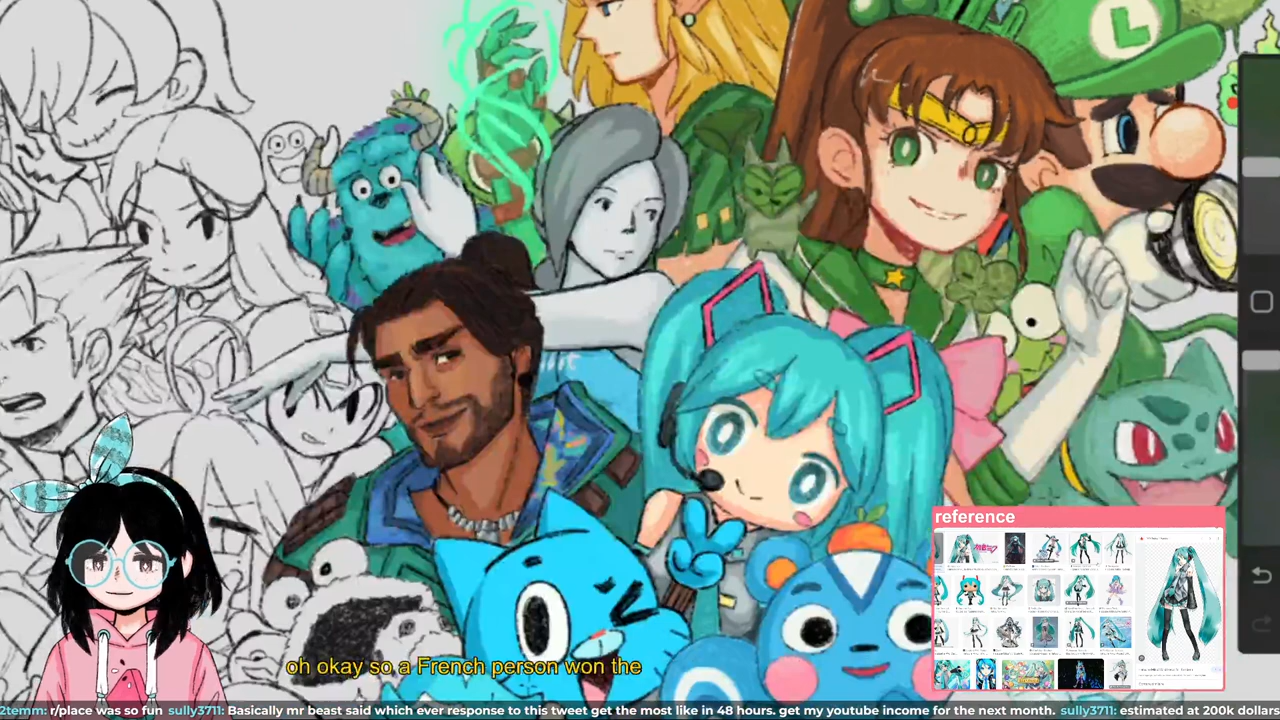 L
reference
oh okay so a French person won the
2temm: r/place was so fun sully3711: Basically mr beast said which ever response to this tweet get the most like in 48 hours. get my youtube income for the next month. sully3711: estimated at 200k dollars